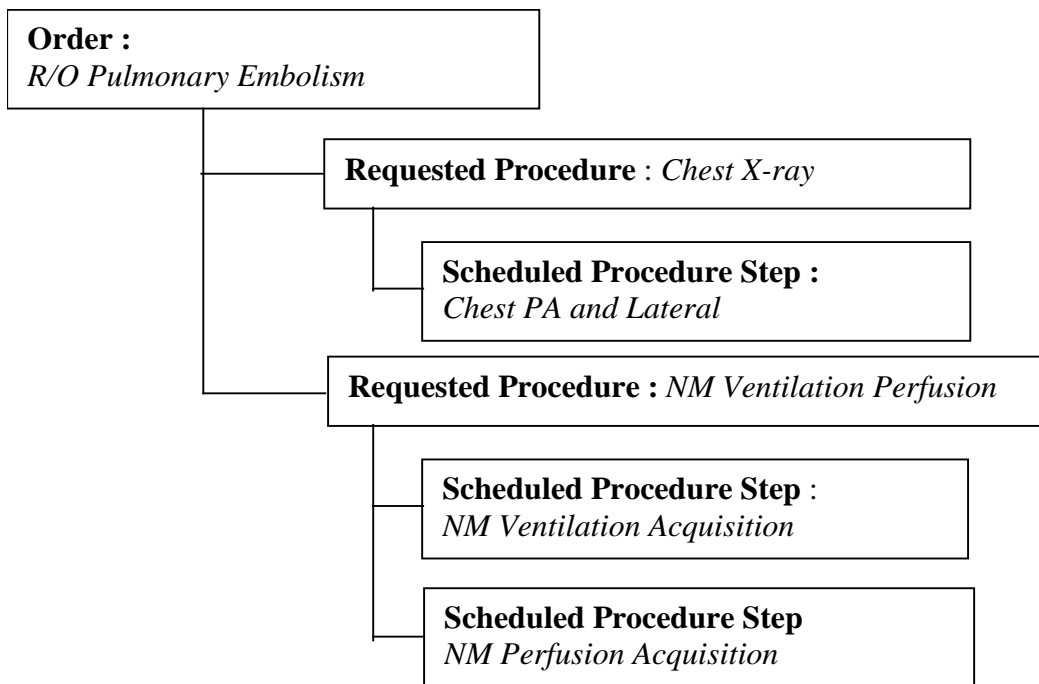 Order :
R/O Pulmonary Embolism
Requested Procedure : Chest X-ray
Scheduled Procedure Step :
Chest PA and Lateral
Requested Procedure : NM Ventilation Perfusion
Scheduled Procedure Step :
NM Ventilation Acquisition
Scheduled Procedure Step
NM Perfusion Acquisition